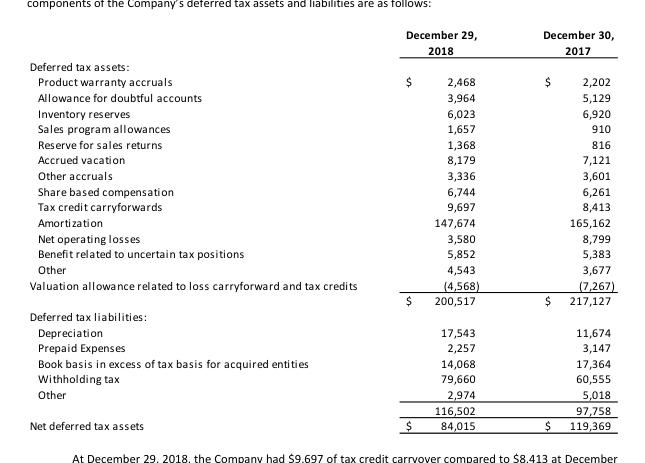 components of the Company's deferred tax assets and liabilities are as follows:
December 29, December 30,
2018 2017
Deferred tax assets:
Product warranty accruals $ 2,468 $ 2,202
Allowance for doubtful accounts 3,964 5,129
Inventory reserves 6,023 6,920
Sales program allowances 1,657 910
Reserve for sales returns 1,368 816
Accrued vacation 8,179 7,121
Other accruals 3,336 3,601
Share based compensation 6,744 6,261
Tax credit carryforwards 9,697 8,413
Amortization 147,674 165,162
Net operating losses 3,580 8,799
Benefit related to uncertain tax positions 5,852 5,383
Other 4,543 3,677
Valuation allowance related to loss carryforward and tax credits (4,568) (7,267)
$ 200,517 $ 217,127
Deferred tax liabilities:
Depreciation 17,543 11,674
Prepaid Expenses 2,257 3,147
Book basis in excess of tax basis for acquired entities 14,068 17,364
Withholding tax 79,660 60,555
Other 2,974 5,018
116,502 97,758
Net deferred tax assets $ 84,015 $ 119,369
At December 29, 2018, the Company had $9,697 of tax credit carryover compared to $8,413 at December